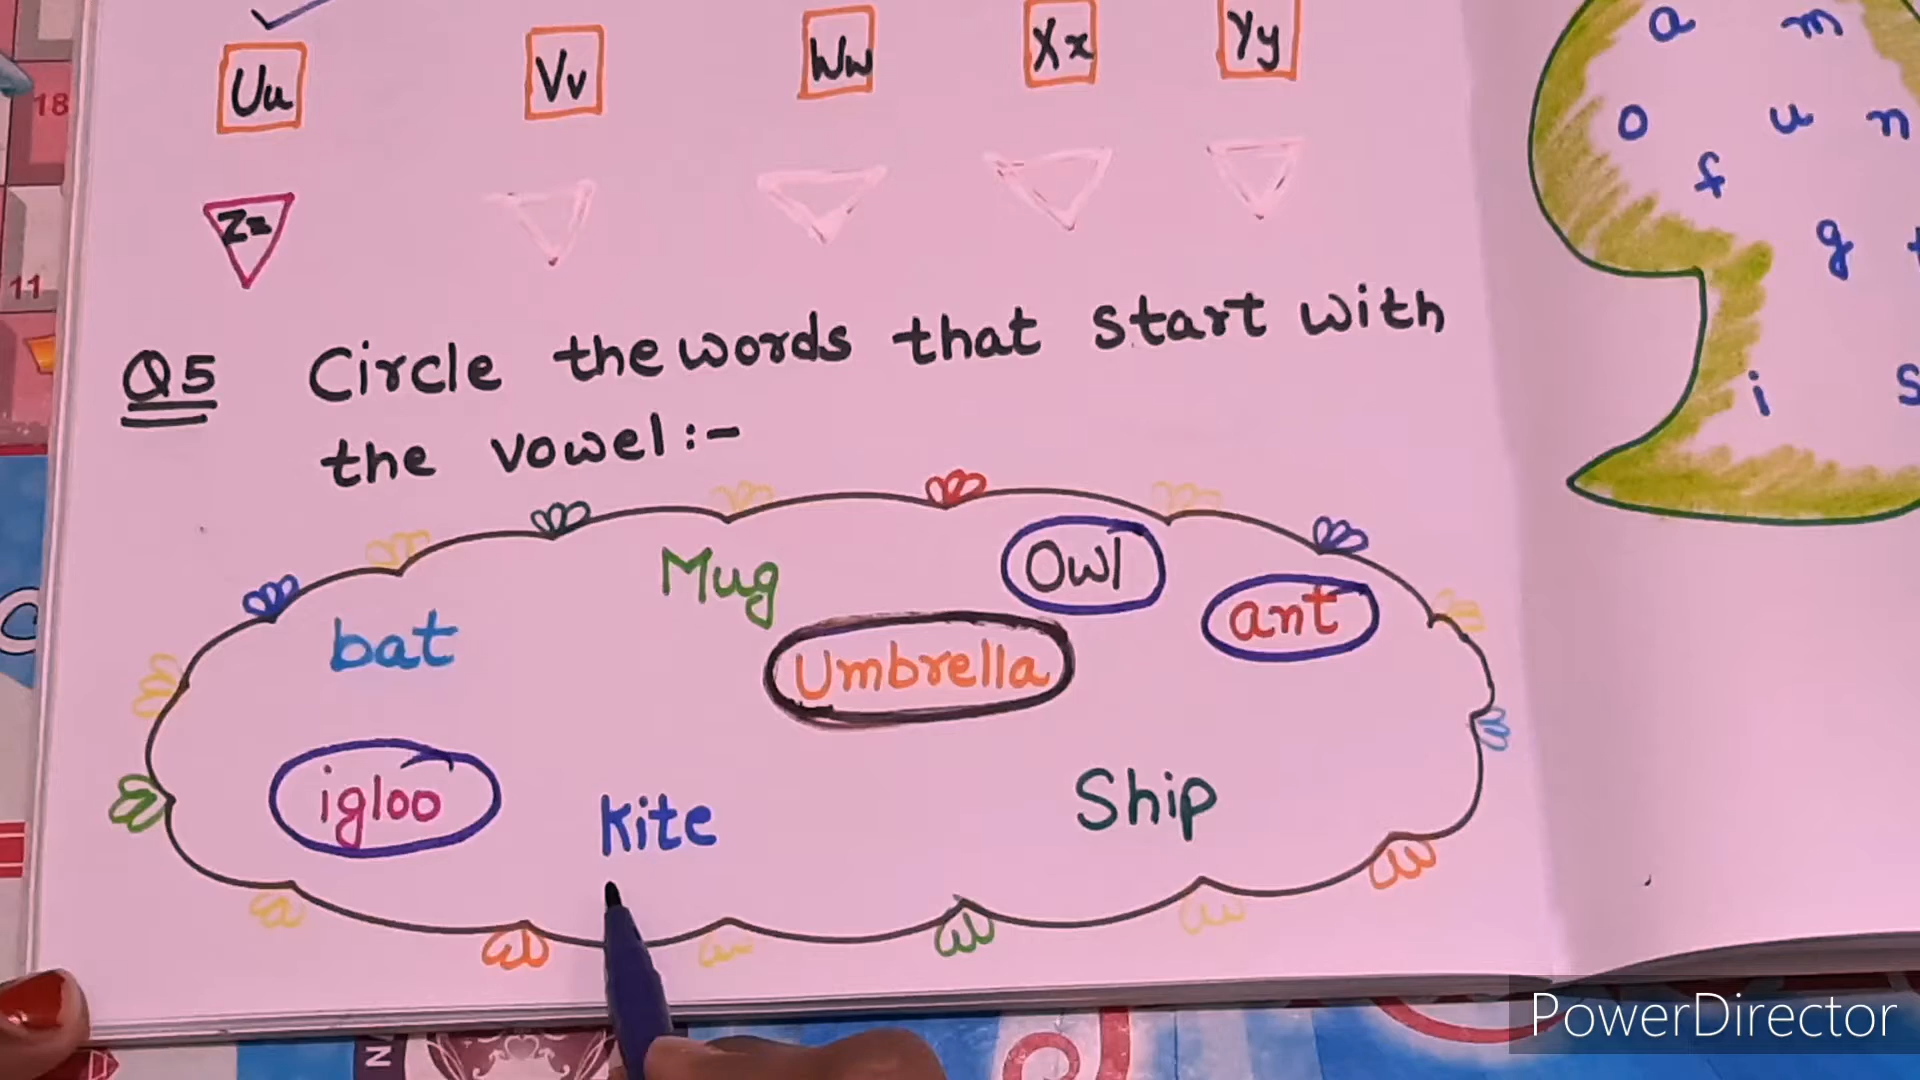 Uu Vv Ww Xx Yy
Zz
Q5 Circle the words that start with
the vowel:-
Mug Owl
bat Umbrella ant
igloo Kite Ship
a m
o u n
f
g
i s
18
11
N
PowerDirector